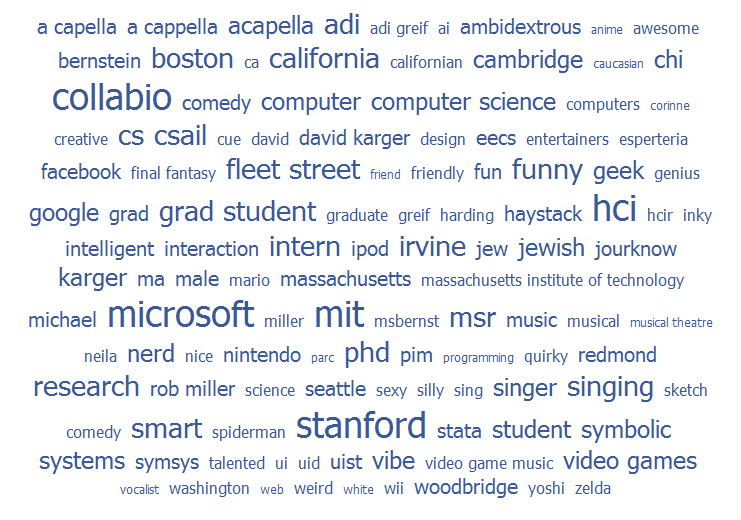 a capella a cappella acapella adi adi greif ai ambidextrous anime awesome
bernstein boston ca california californian cambridge caucasian chi
collabio comedy computer computer science computers corinne
creative cs csail cue david david karger design eecs entertainers esperteria
facebook final fantasy fleet street friend friendly fun funny geek genius
google grad grad student graduate greif harding haystack hci hcir inky
intelligent interaction intern ipod irvine jew jewish jourknow
karger ma male mario massachusetts massachusetts institute of technology
michael microsoft miller mit msbernst msr music musical musical theatre
neila nerd nice nintendo parc phd pim programming quirky redmond
research rob miller science seattle sexy silly sing singer singing sketch
comedy smart spiderman stanford stata student symbolic
systems symsys talented ui uid uist vibe video game music video games
vocalist washington web weird white wii woodbridge yoshi zelda